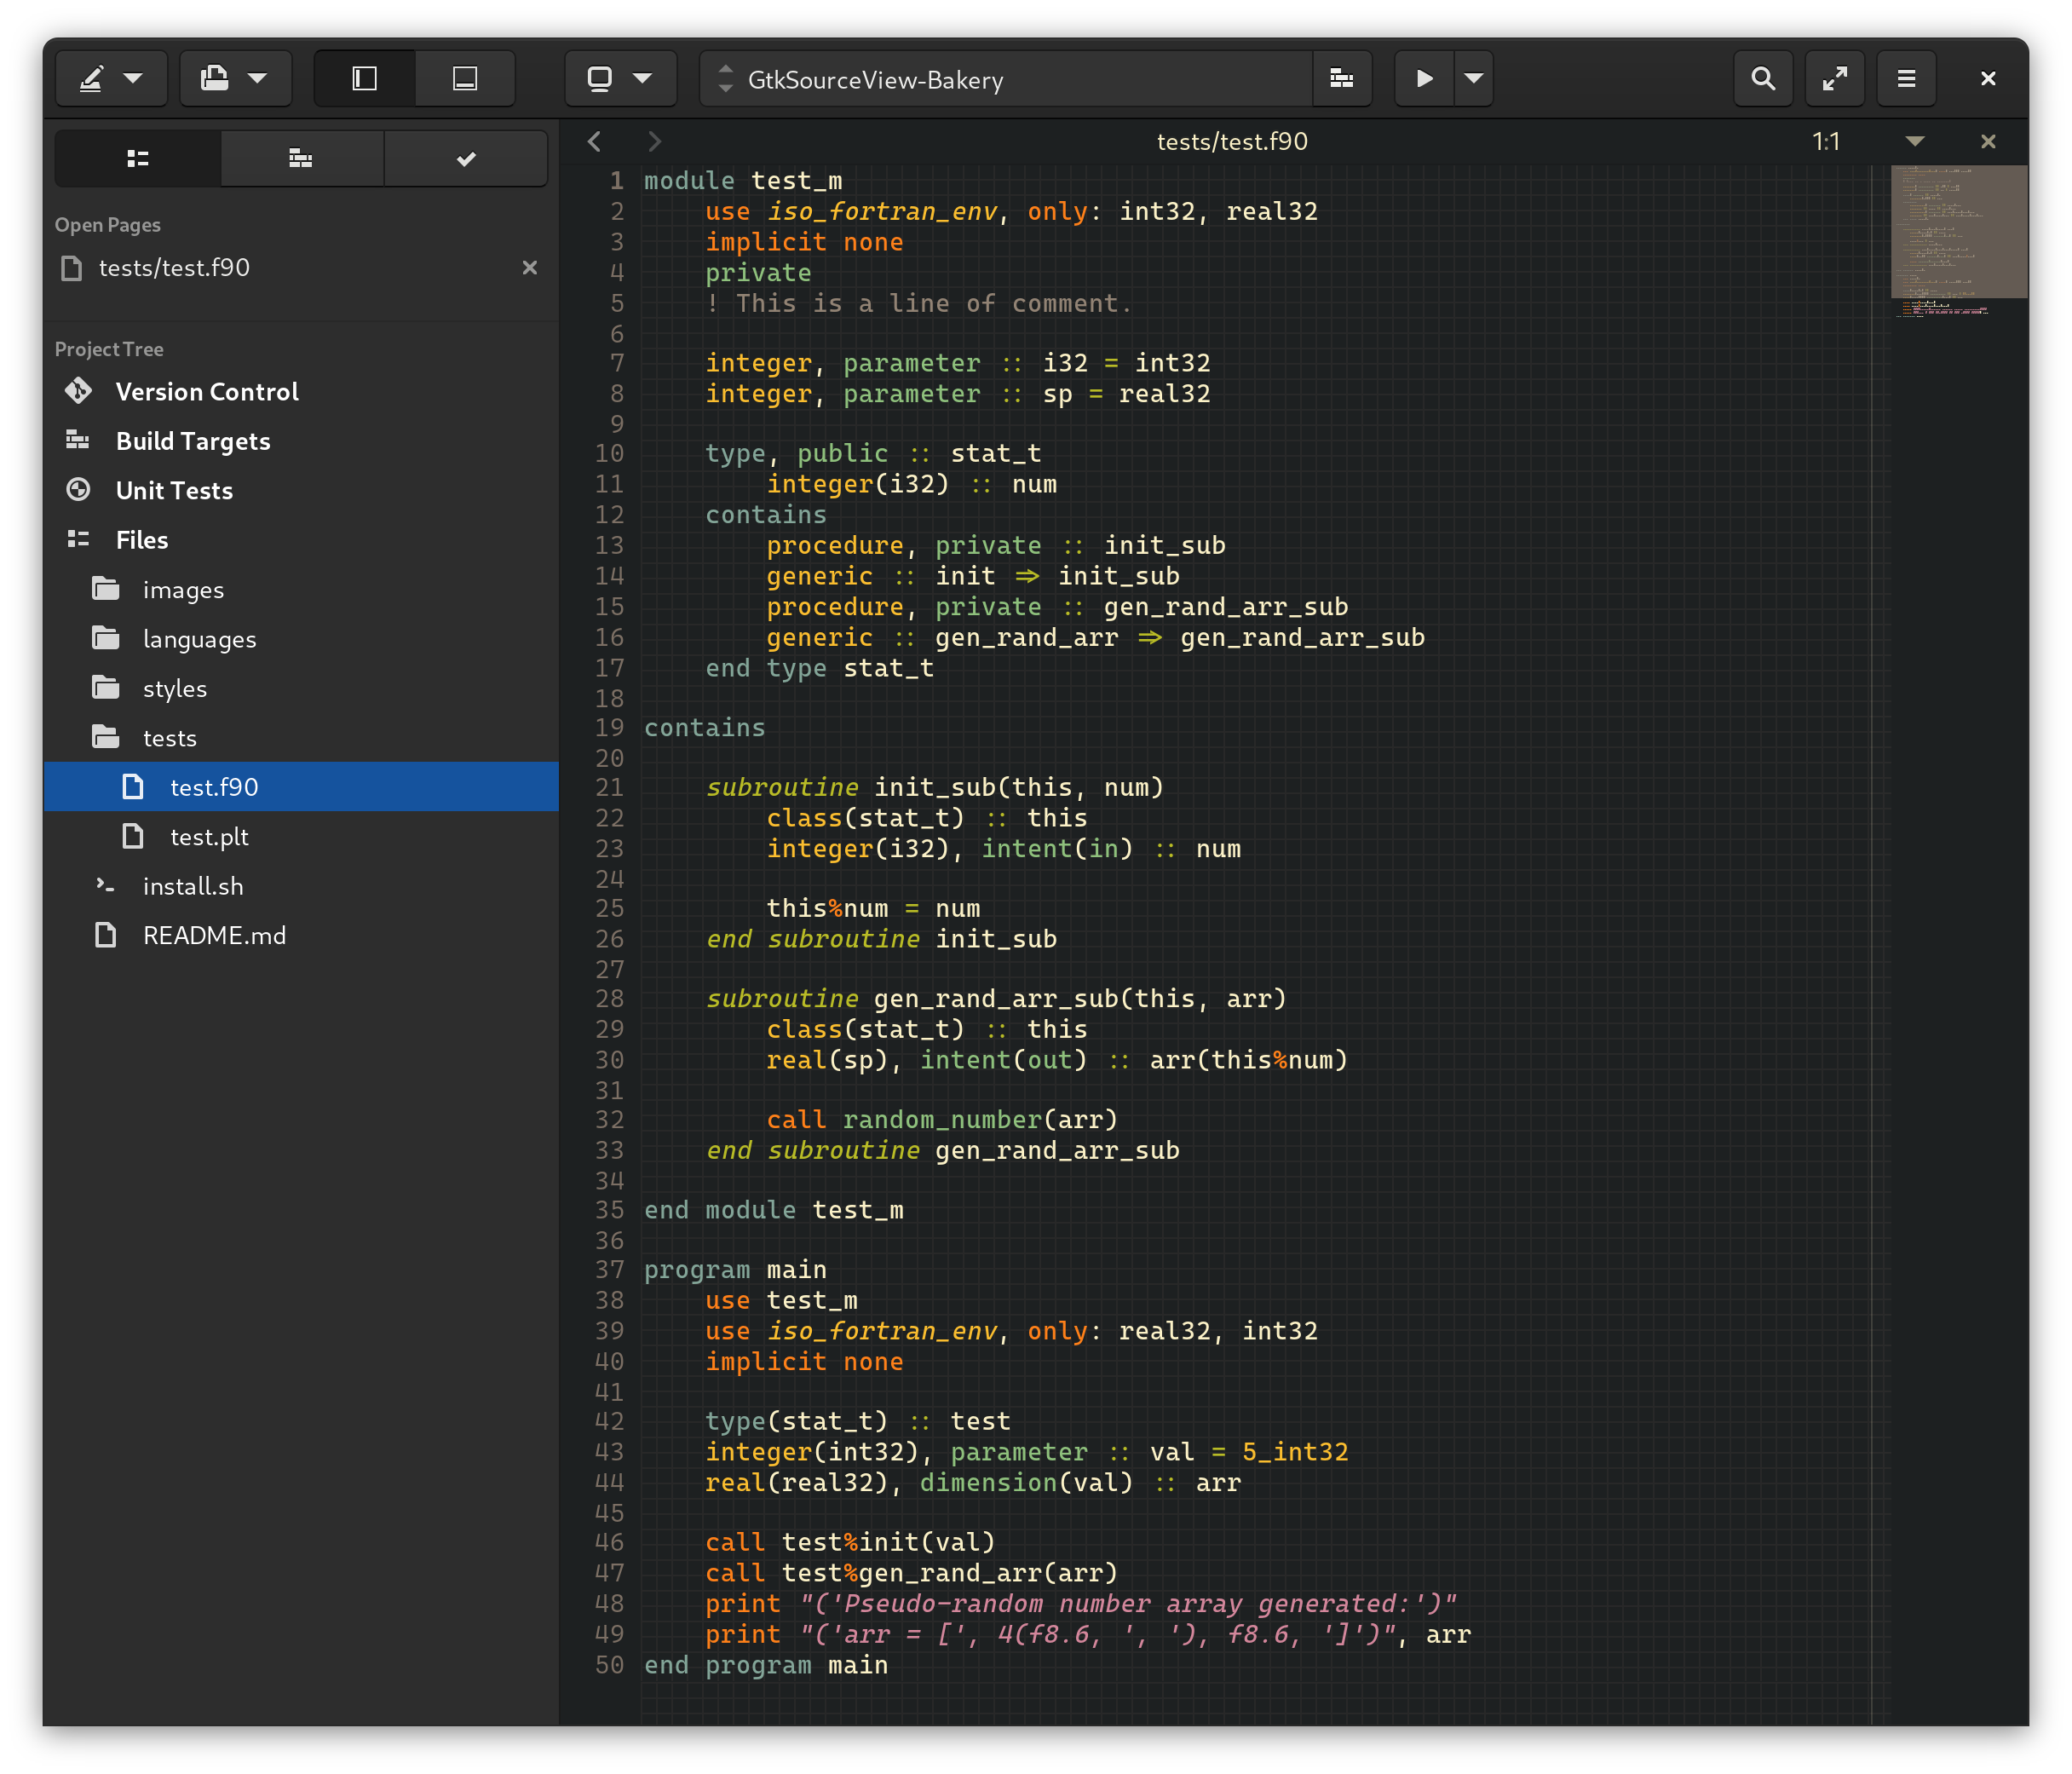 GtkSourceView-Bakery
Open Pages
tests/test.f90
Project Tree
Version Control
Build Targets
Unit Tests
Files
images
languages
styles
tests
test.f90
test.plt
install.sh
README.md
tests/test.f90 1:1
1 module test_m
2     use iso_fortran_env, only: int32, real32
3     implicit none
4     private
5     ! This is a line of comment.
6
7     integer, parameter :: i32 = int32
8     integer, parameter :: sp = real32
9
10     type, public :: stat_t
11         integer(i32) :: num
12     contains
13         procedure, private :: init_sub
14         generic :: init => init_sub
15         procedure, private :: gen_rand_arr_sub
16         generic :: gen_rand_arr => gen_rand_arr_sub
17     end type stat_t
18
19 contains
20
21     subroutine init_sub(this, num)
22         class(stat_t) :: this
23         integer(i32), intent(in) :: num
24
25         this%num = num
26     end subroutine init_sub
27
28     subroutine gen_rand_arr_sub(this, arr)
29         class(stat_t) :: this
30         real(sp), intent(out) :: arr(this%num)
31
32         call random_number(arr)
33     end subroutine gen_rand_arr_sub
34
35 end module test_m
36
37 program main
38     use test_m
39     use iso_fortran_env, only: real32, int32
40     implicit none
41
42     type(stat_t) :: test
43     integer(int32), parameter :: val = 5_int32
44     real(real32), dimension(val) :: arr
45
46     call test%init(val)
47     call test%gen_rand_arr(arr)
48     print "('Pseudo-random number array generated:')"
49     print "('arr = [', 4(f8.6, ', '), f8.6, ']')", arr
50 end program main